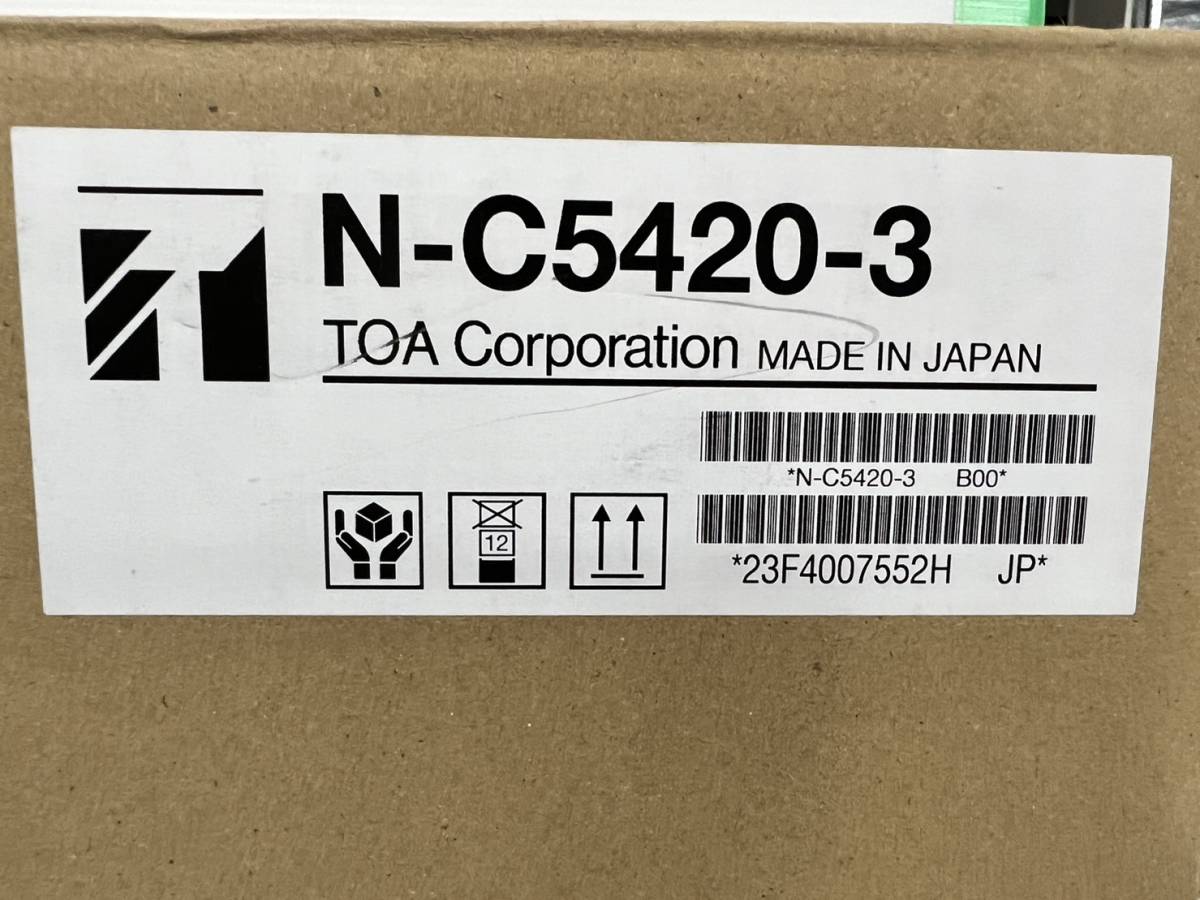 N-C5420-3
TOA Corporation MADE IN JAPAN
*N-C5420-3 B00*
12
*23F4007552H JP*